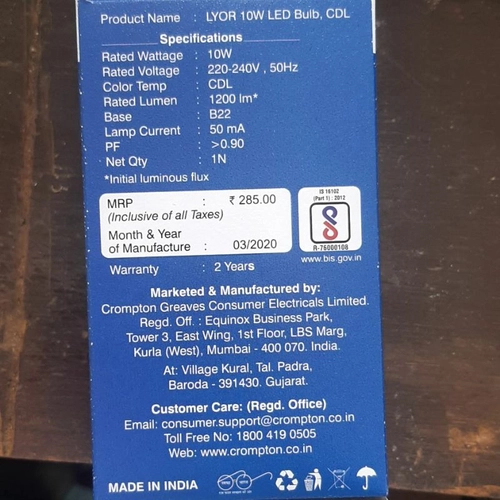 Product Name : LYOR 10W LED Bulb, CDL
Specifications
Rated Wattage : 10W
Rated Voltage : 220-240V , 50Hz
Color Temp : CDL
Rated Lumen : 1200 lm*
Base : B22
Lamp Current : 50 mA
PF : >0.90
Net Qty : 1N
*Initial luminous flux
MRP : ₹ 285.00
(Inclusive of all Taxes)
Month & Year
of Manufacture : 03/2020
IS 16102
(Part 1) : 2012
R-76000108
www.bis.gov.in
Warranty : 2 Years
Marketed & Manufactured by:
Crompton Greaves Consumer Electricals Limited.
Regd. Off. : Equinox Business Park,
Tower 3, East Wing, 1st Floor, LBS Marg,
Kurla (West), Mumbai - 400 070. India.
At: Village Kural, Tal. Padra,
Baroda - 391430. Gujarat.
Customer Care: (Regd. Office)
Email: consumer.support@crompton.co.in
Toll Free No: 1800 419 0505
Web: www.crompton.co.in
MADE IN INDIA